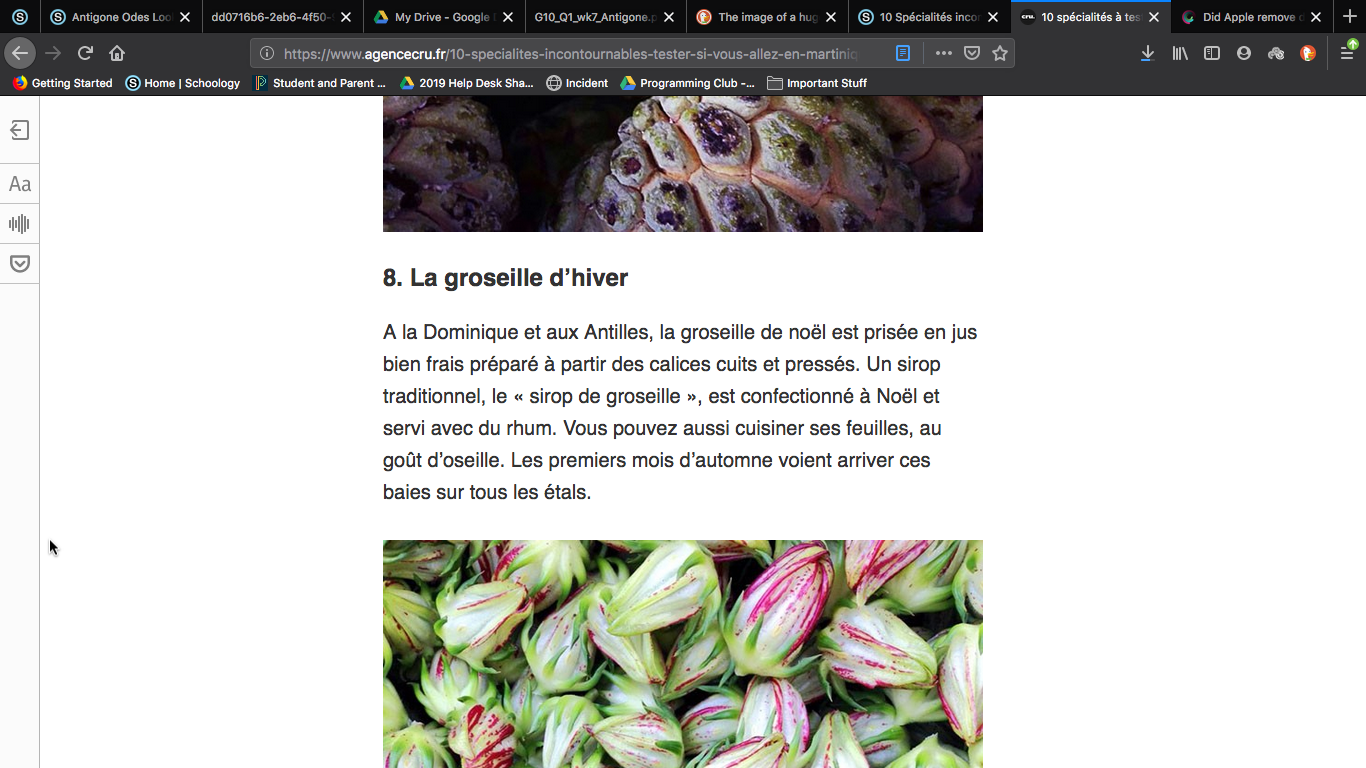 Antigone Odes Loo
dd0716b6-2eb6-4f50-
My Drive - Google
G10_Q1_wk7_Antigone.p
The image of a hug
10 Spécialités incor
cru.
10 spécialités à tes
Did Apple remove
https://www.agencecru.fr/10-specialites-incontournables-tester-si-vous-allez-en-martiniq
Getting Started
Home | Schoology
Student and Parent ...
2019 Help Desk Sha...
Incident
Programming Club -...
Important Stuff
Aa
8. La groseille d’hiver
A la Dominique et aux Antilles, la groseille de noël est prisée en jus
bien frais préparé à partir des calices cuits et pressés. Un sirop
traditionnel, le « sirop de groseille », est confectionné à Noël et
servi avec du rhum. Vous pouvez aussi cuisiner ses feuilles, au
goût d’oseille. Les premiers mois d’automne voient arriver ces
baies sur tous les étals.